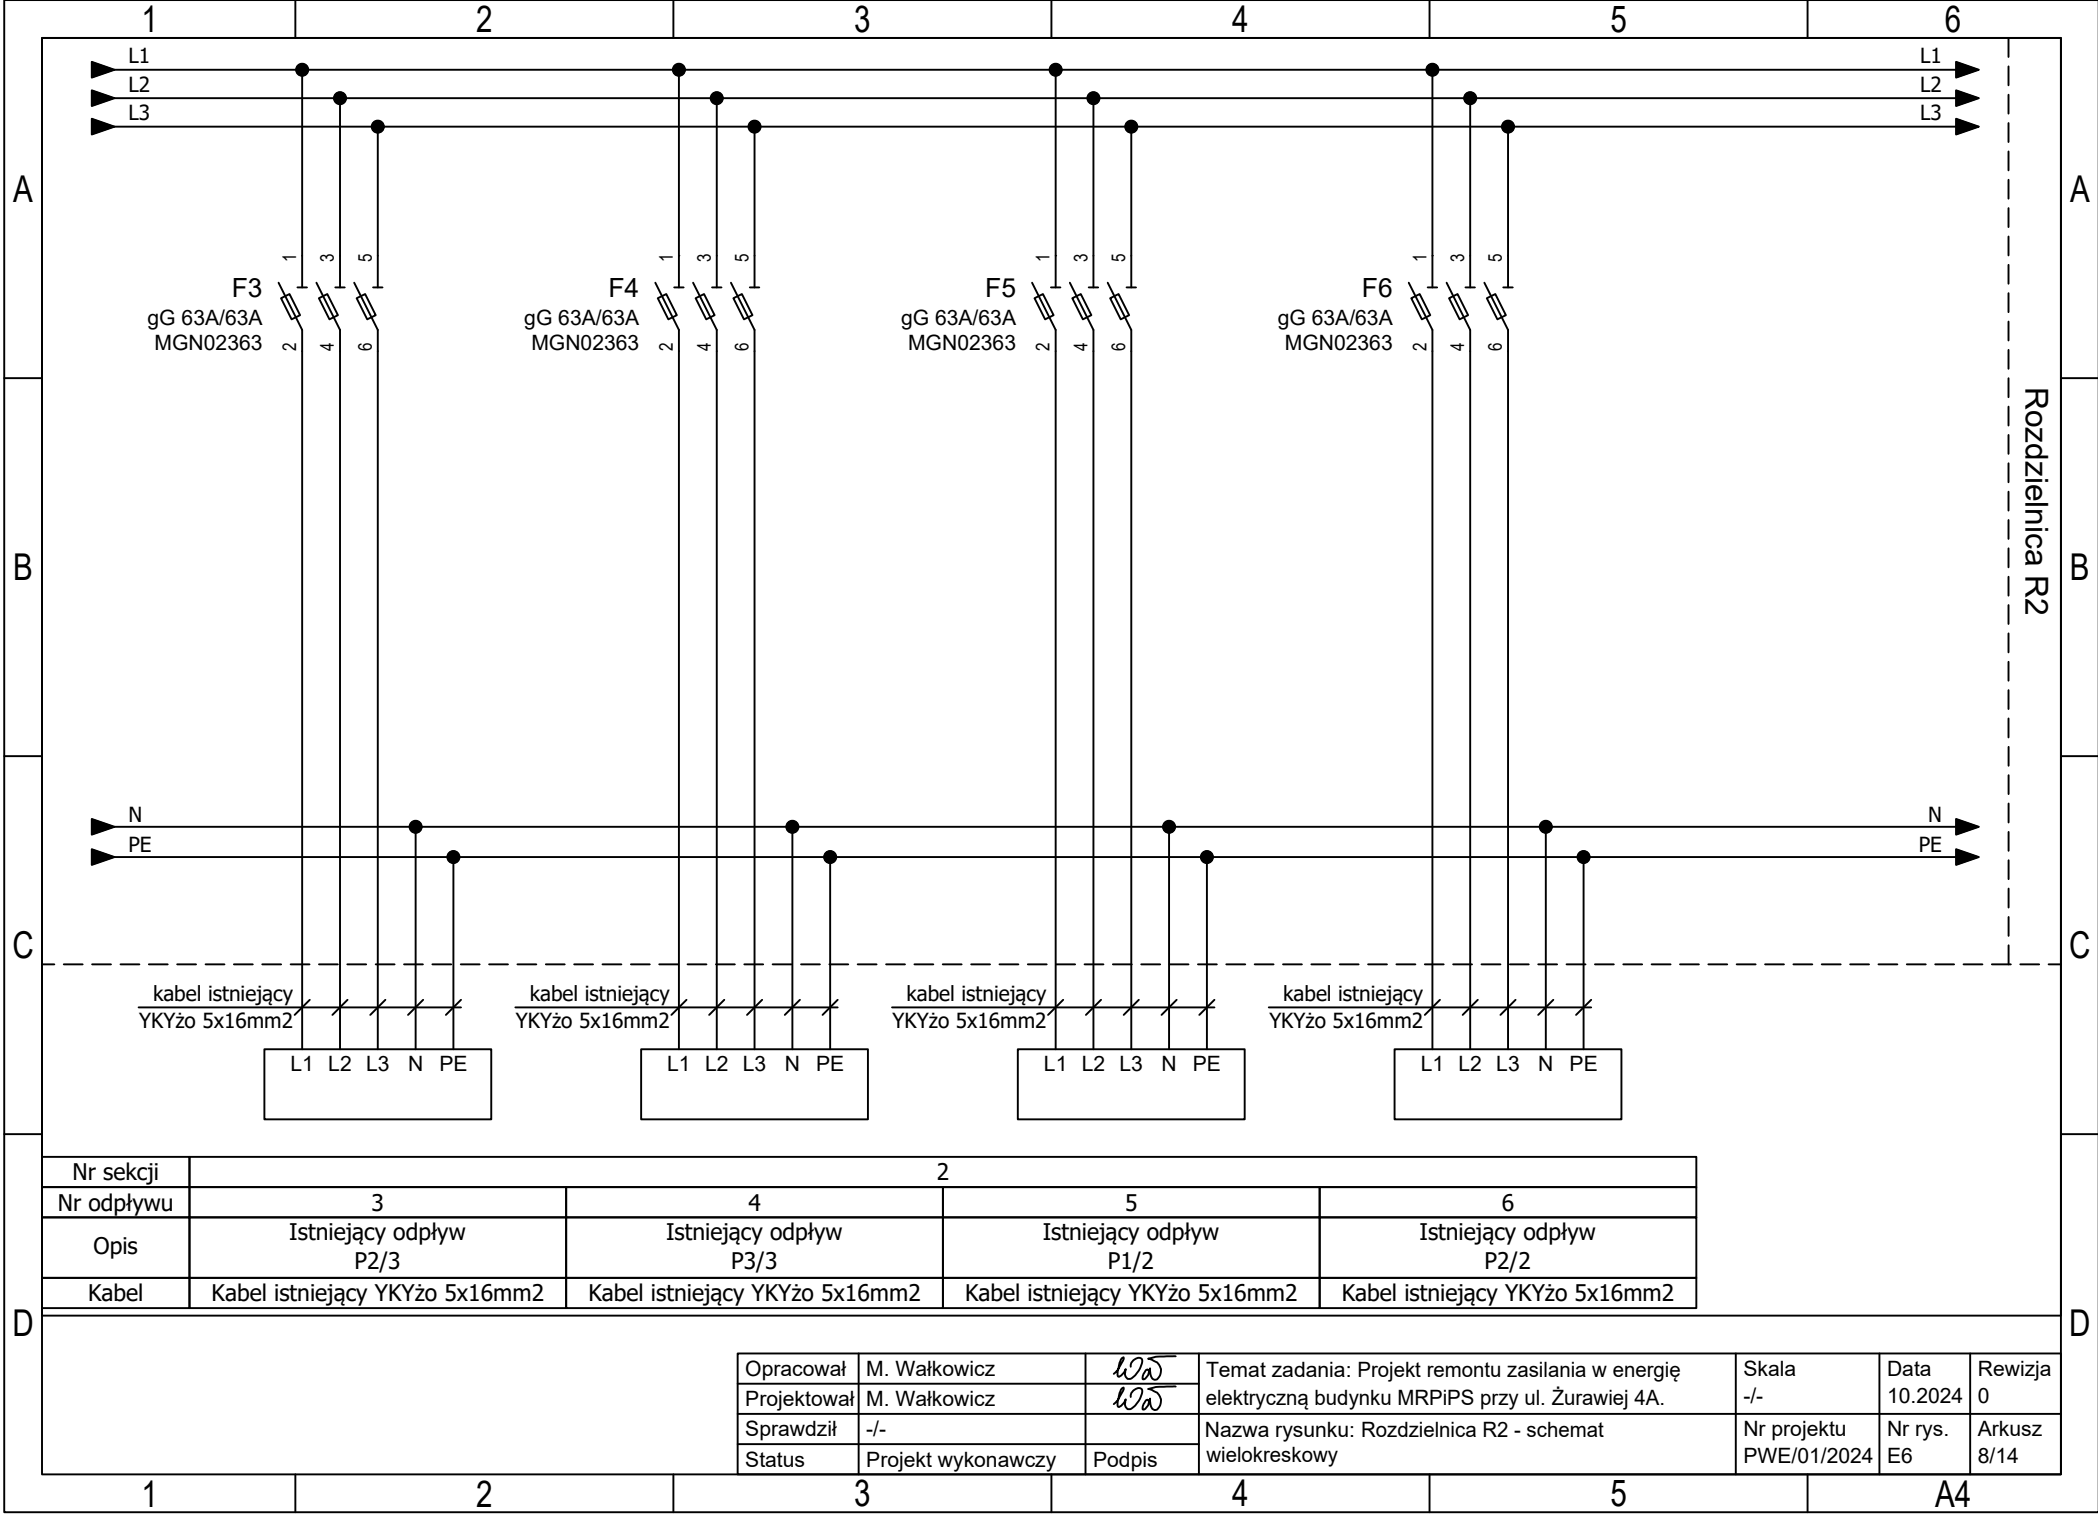 1 2 3 4 5 6
L1 L1
L2 L2
L3 L3
A A
1 3 5 1 3 5 1 3 5 1 3 5
F3 F4 F5 F6
gG 63A/63A gG 63A/63A gG 63A/63A gG 63A/63A
MGN02363 MGN02363 MGN02363 MGN02363
2 4 6 2 4 6 2 4 6 2 4 6
Rozdzielnica R2
B B
N N
PE PE
C C
kabel istniejący kabel istniejący kabel istniejący kabel istniejący
YKYżo 5x16mm2 YKYżo 5x16mm2 YKYżo 5x16mm2 YKYżo 5x16mm2
L1 L2 L3 N PE L1 L2 L3 N PE L1 L2 L3 N PE L1 L2 L3 N PE
Nr sekcji 2
Nr odpływu 3 4 5 6
Opis
Istniejący odpływ
P2/3
Istniejący odpływ
P3/3
Istniejący odpływ
P1/2
Istniejący odpływ
P2/2
Kabel Kabel istniejący YKYżo 5x16mm2 Kabel istniejący YKYżo 5x16mm2 Kabel istniejący YKYżo 5x16mm2 Kabel istniejący YKYżo 5x16mm2
D D
Opracował M. Wałkowicz
Projektował M. Wałkowicz
Sprawdził -/-
Status Projekt wykonawczy Podpis
Temat zadania: Projekt remontu zasilania w energię
elektryczną budynku MRPiPS przy ul. Żurawiej 4A.
Nazwa rysunku: Rozdzielnica R2 - schemat
wielokreskowy
Skala
-/-
Data
10.2024
Rewizja
0
Nr projektu
PWE/01/2024
Nr rys.
E6
Arkusz
8/14
1 2 3 4 5 A4